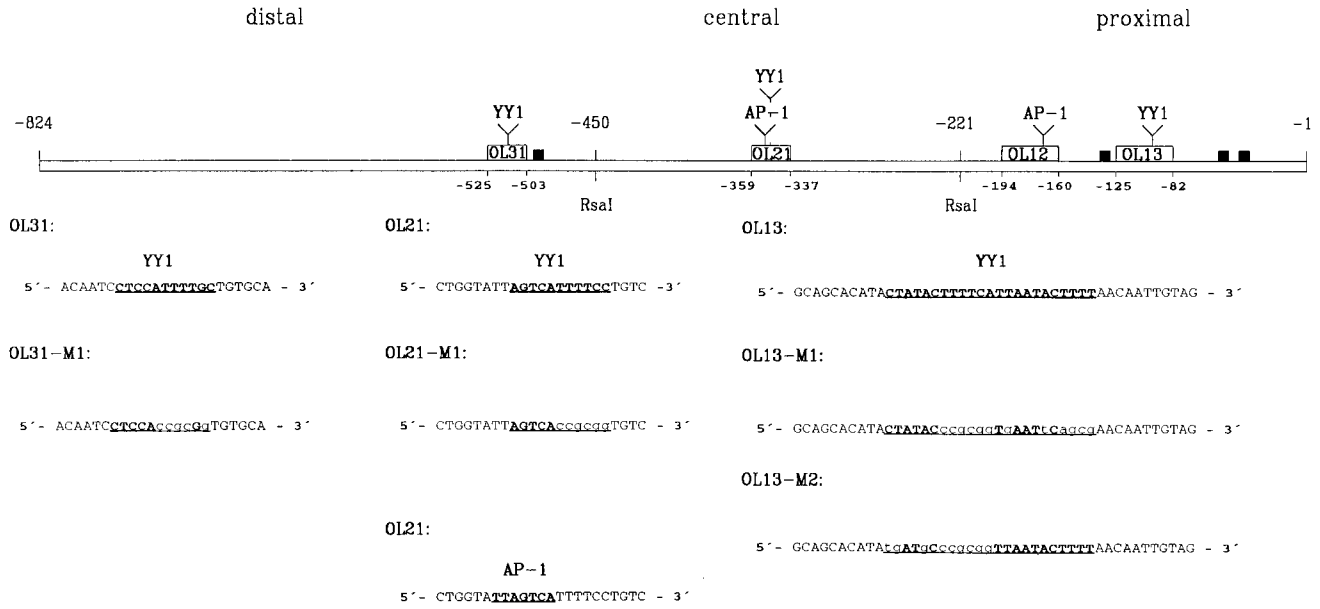 distal central proximal
YY1
YY1 AP-1 AP-1 YY1
-824 -450 -221 -1
OL31 OL21 OL12 OL13
-525 -503 -359 -337 -194 -160 -125 -82
RsaI RsaI
OL31: OL21: OL13:
YY1 YY1 YY1
5´- ACAATCCTCCATTTTGCTGTGCA - 3´ 5´- CTGGTATTAGTCATTTTCCTGTC -3´ 5´- GCAGCACATACTATACTTTTCATTAATACTTTTAACAATTGTAG - 3´
OL31-M1: OL21-M1: OL13-M1:
5´- ACAATCCTCCAccgcGgTGTGCA - 3´ 5´- CTGGTATTAGTCAccgcggTGTC - 3´ 5´- GCAGCACATACTATACccgcggTgAATtCagcgAACAATTGTAG - 3´
OL13-M2:
OL21: 5´- GCAGCACATAtgATgCccgcggTTAATACTTTTAACAATTGTAG - 3´
AP-1
5´- CTGGTATTAGTCATTTTCCTGTC - 3´